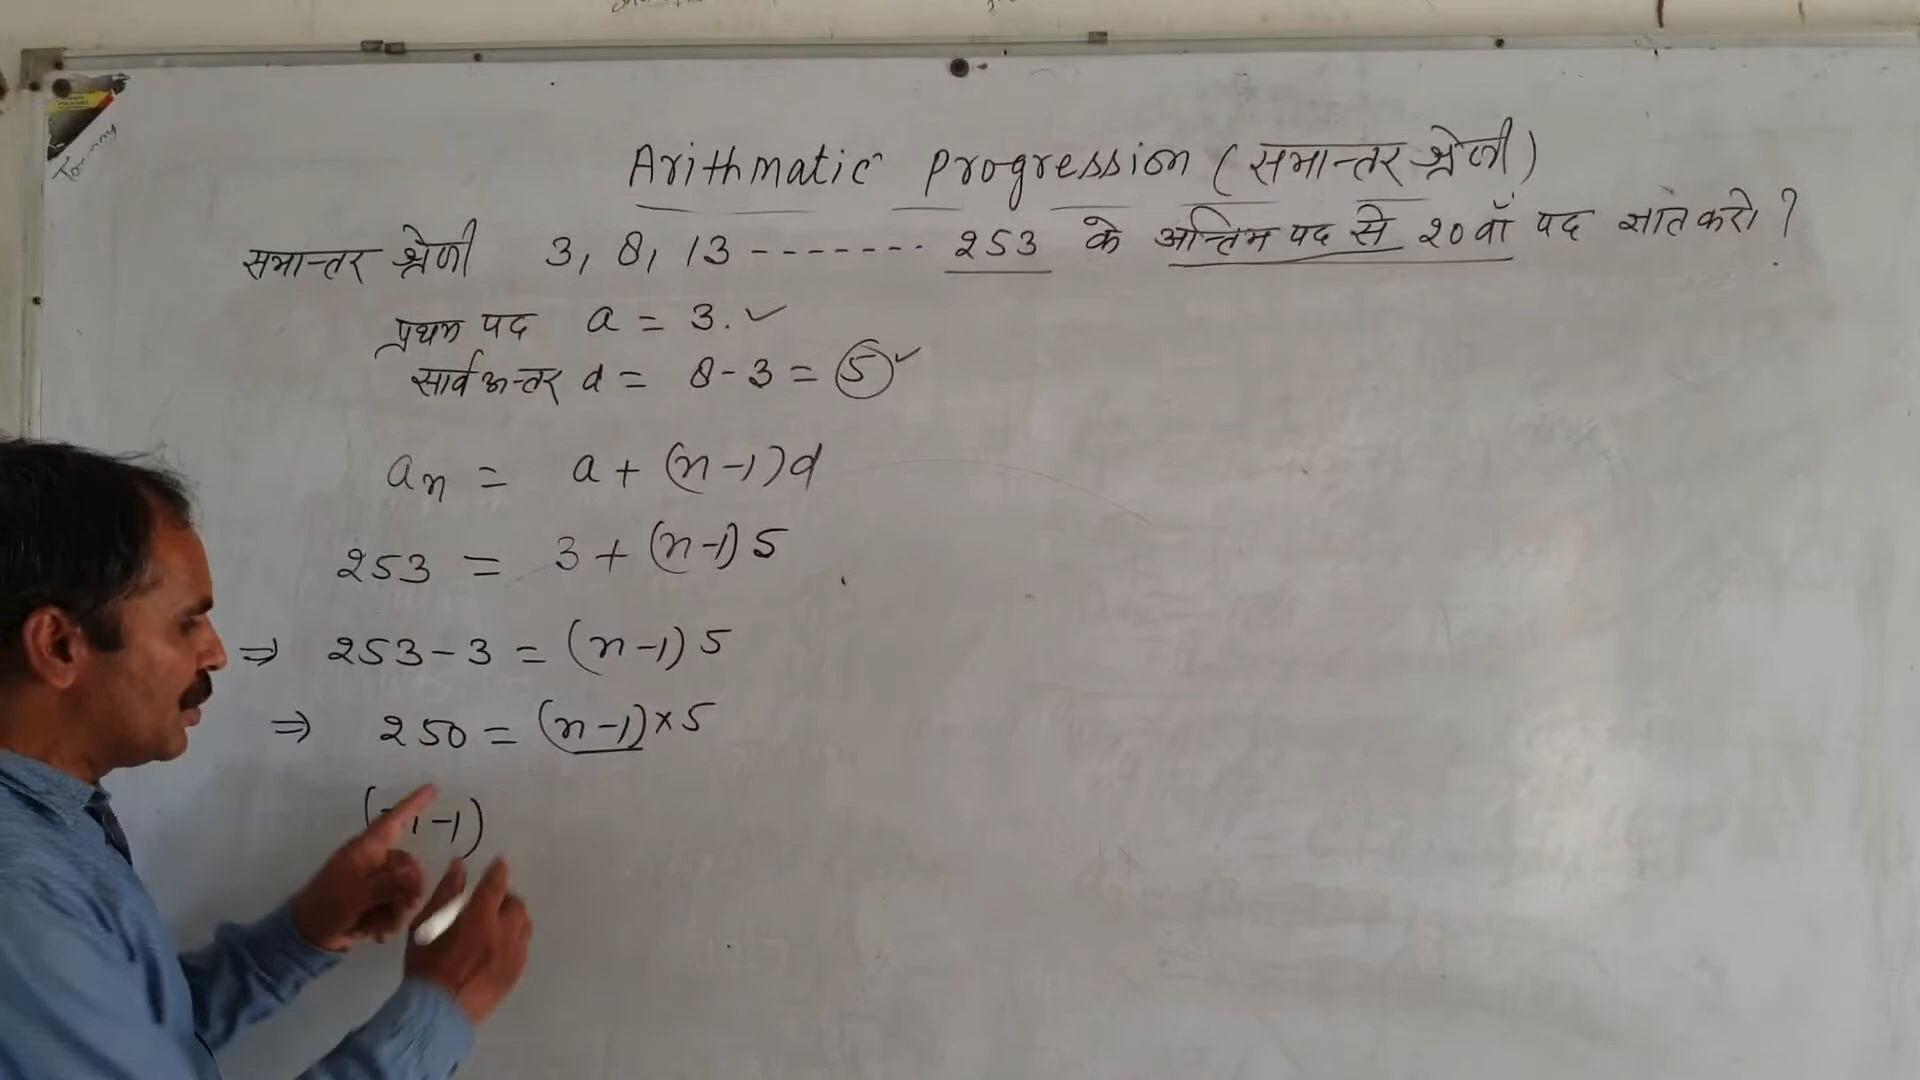 Arithmatic Progression (समान्तर श्रेणी)
समान्तर श्रेणी 3, 8, 13 ------- 253 के अन्तिम पद से 20 वाँ पद ज्ञात करो ?
प्रथम पद a = 3. ✓
सार्वअन्तर d = 8-3 = 5 ✓
aₙ = a + (n-1)d
253 = 3 + (n-1) 5
⇒ 253-3 = (n-1) 5
⇒ 250 = (n-1)×5